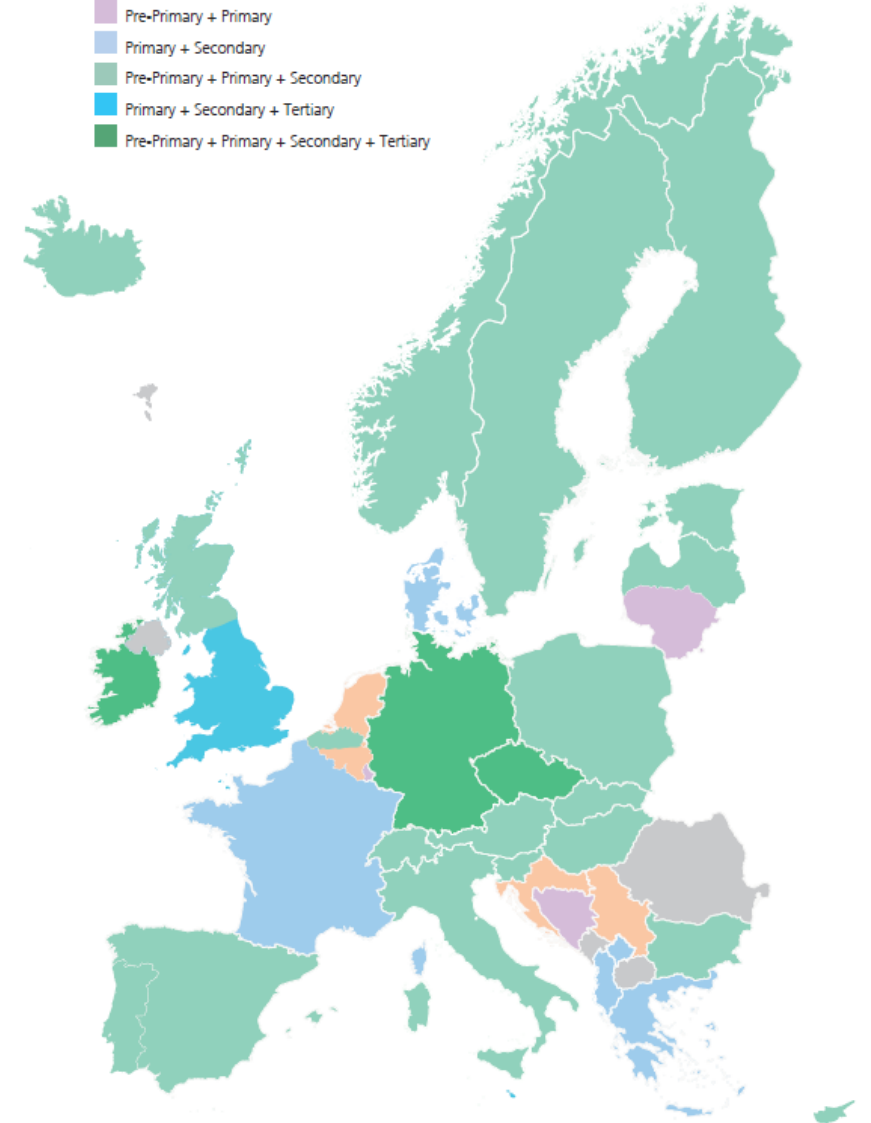 Pre-Primary + Primary
Primary + Secondary
Pre-Primary + Primary + Secondary
Primary + Secondary + Tertiary
Pre-Primary + Primary + Secondary + Tertiary